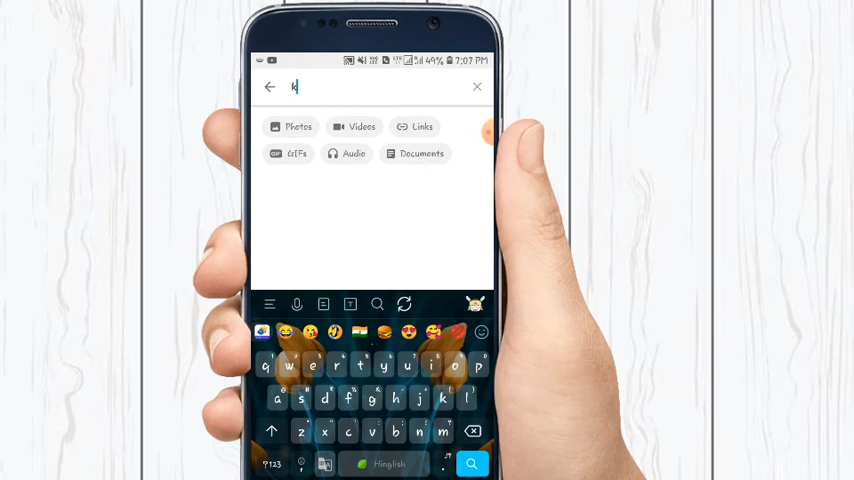 49% 7:07 PM
k
Photos Videos Links
GIFs Audio Documents
q w e r t y u i o p
a s d f g h j k l
z x c v b n m
?123 , Hinglish .